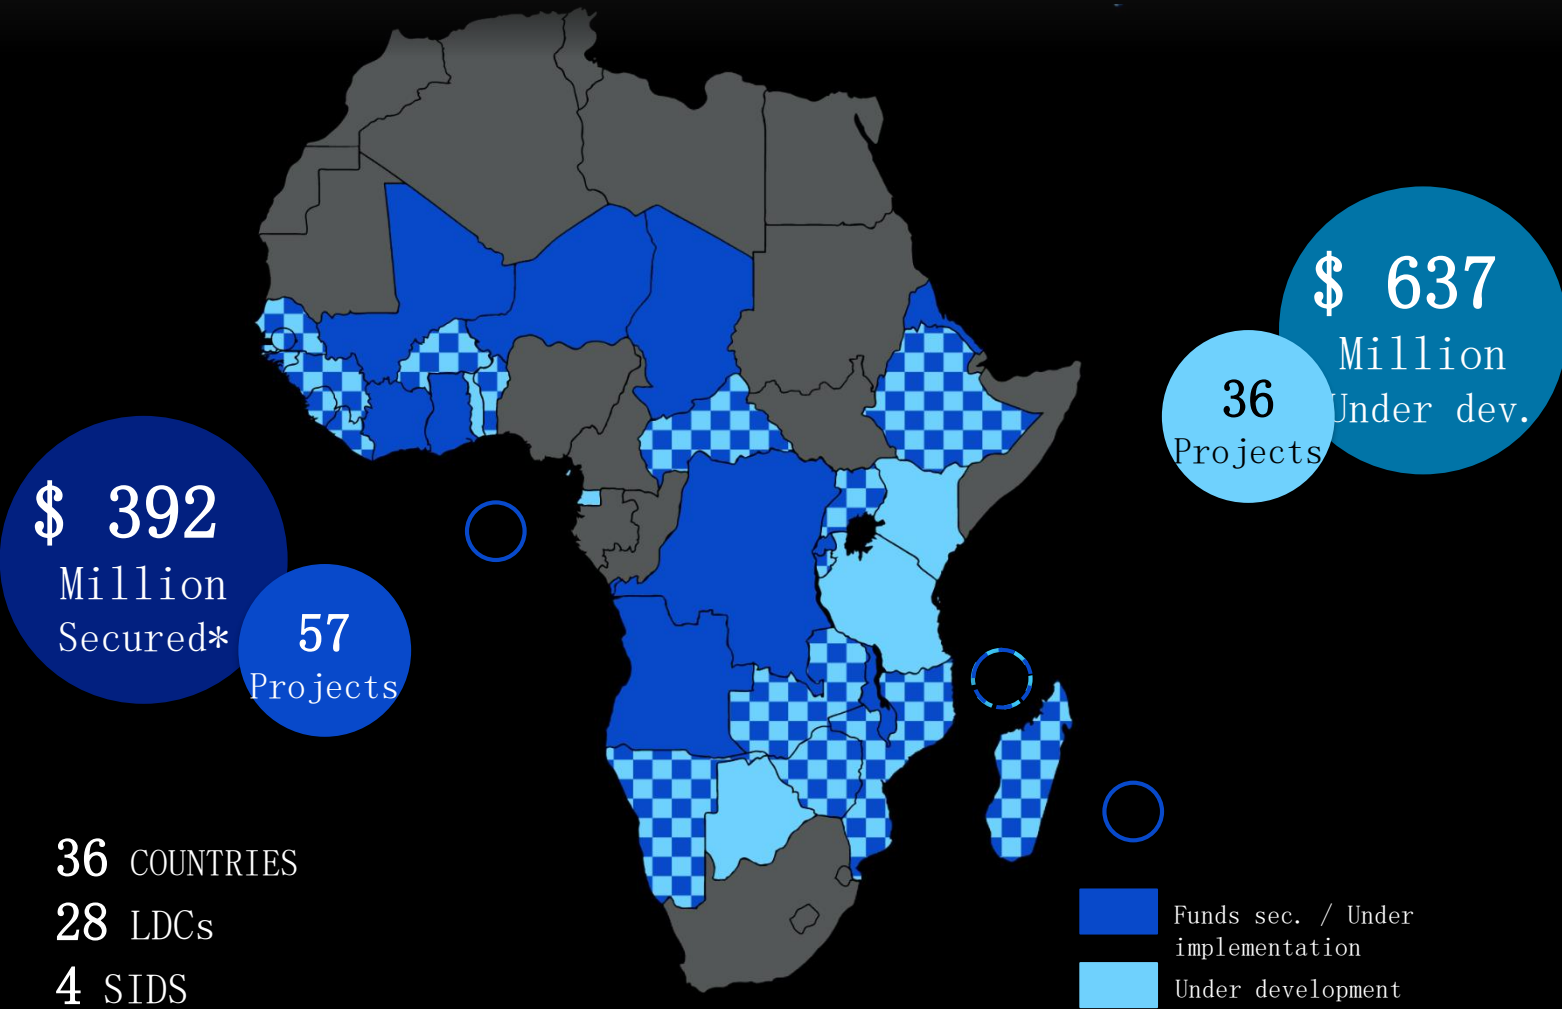 $ 637
Million
Under dev.
36
Projects
$ 392
Million
Secured*
57
Projects
36 COUNTRIES
28 LDCs
4 SIDS
Funds sec. / Under
implementation
Under development